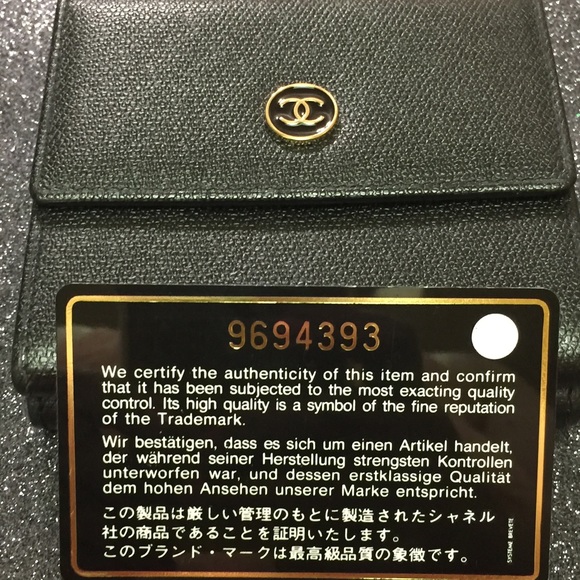 9694393
We certify the authenticity of this item and confirm
that it has been subjected to the most exacting quality
control. Its high quality is a symbol of the fine reputation
of the Trademark.
Wir bestätigen, dass es sich um einen Artikel handelt,
der während seiner Herstellung strengsten Kontrollen
unterworfen war, und dessen erstklassige Qualität
dem hohen Ansehen unserer Marke entspricht.
この製品は厳しい管理のもとに製造されたシャネル
社の商品であることを証明いたします。
このブランド・マークは最高級品質の象徴です。
SYSTEME BREVETE